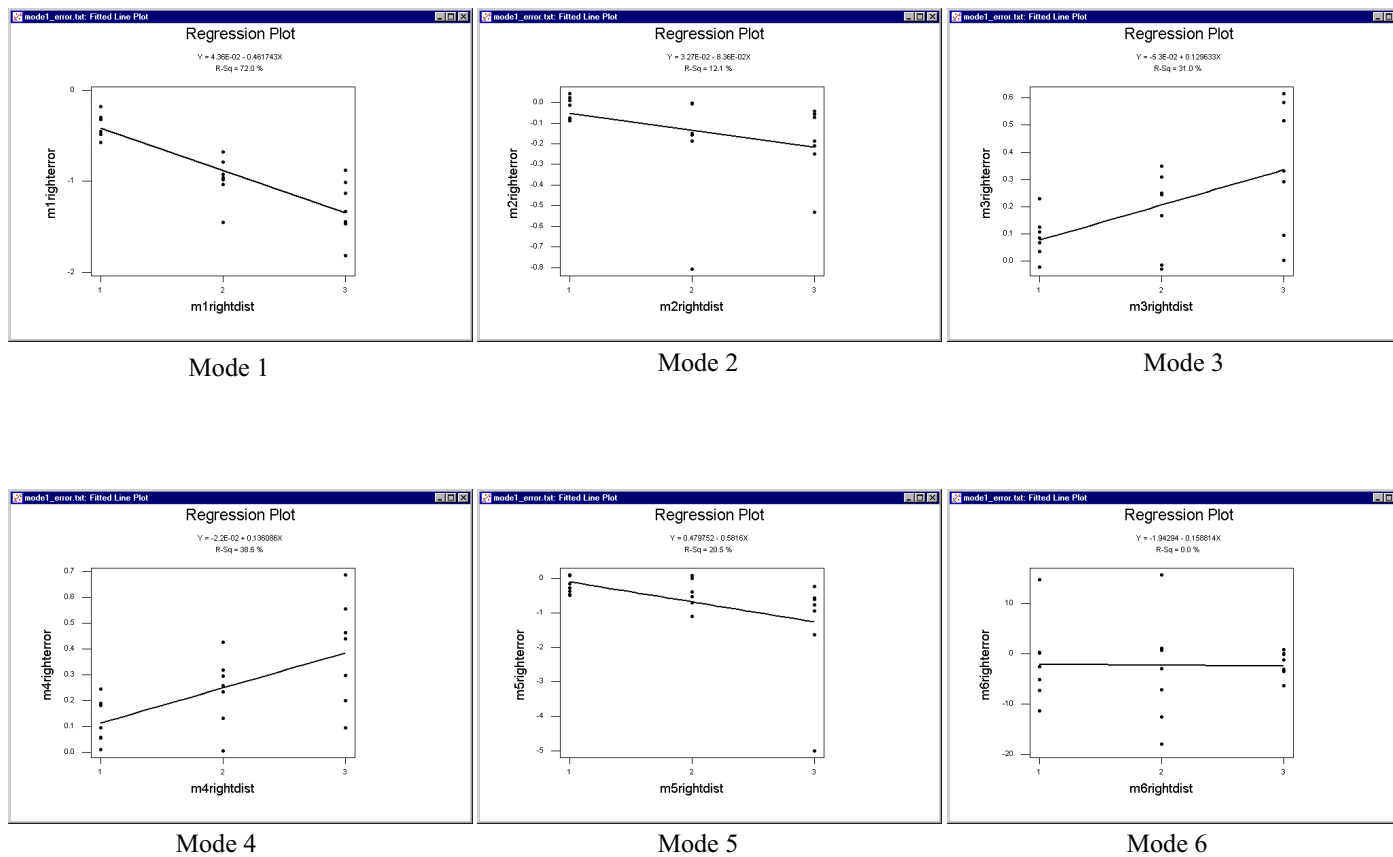 mode1_error.txt: Fitted Line Plot
Regression Plot
Y = 4.36E-02 - 0.461743X
R-Sq = 72.0 %
0
-1
-2
m1righterror
1 2 3
m1rightdist
Mode 1
mode1_error.txt: Fitted Line Plot
Regression Plot
Y = 3.27E-02 - 8.36E-02X
R-Sq = 12.1 %
0.0
-0.1
-0.2
-0.3
-0.4
-0.5
-0.6
-0.7
-0.8
m2righterror
1 2 3
m2rightdist
Mode 2
mode1_error.txt: Fitted Line Plot
Regression Plot
Y = -5.3E-02 + 0.129633X
R-Sq = 31.0 %
0.6
0.5
0.4
0.3
0.2
0.1
0.0
m3righterror
1 2 3
m3rightdist
Mode 3
mode1_error.txt: Fitted Line Plot
Regression Plot
Y = -2.2E-02 + 0.136086X
R-Sq = 38.6 %
0.7
0.6
0.5
0.4
0.3
0.2
0.1
0.0
m4righterror
1 2 3
m4rightdist
Mode 4
mode1_error.txt: Fitted Line Plot
Regression Plot
Y = 0.479752 - 0.5816X
R-Sq = 20.5 %
0
-1
-2
-3
-4
-5
m5righterror
1 2 3
m5rightdist
Mode 5
mode1_error.txt: Fitted Line Plot
Regression Plot
Y = -1.94294 - 0.158814X
R-Sq = 0.0 %
10
0
-10
-20
m6righterror
1 2 3
m6rightdist
Mode 6